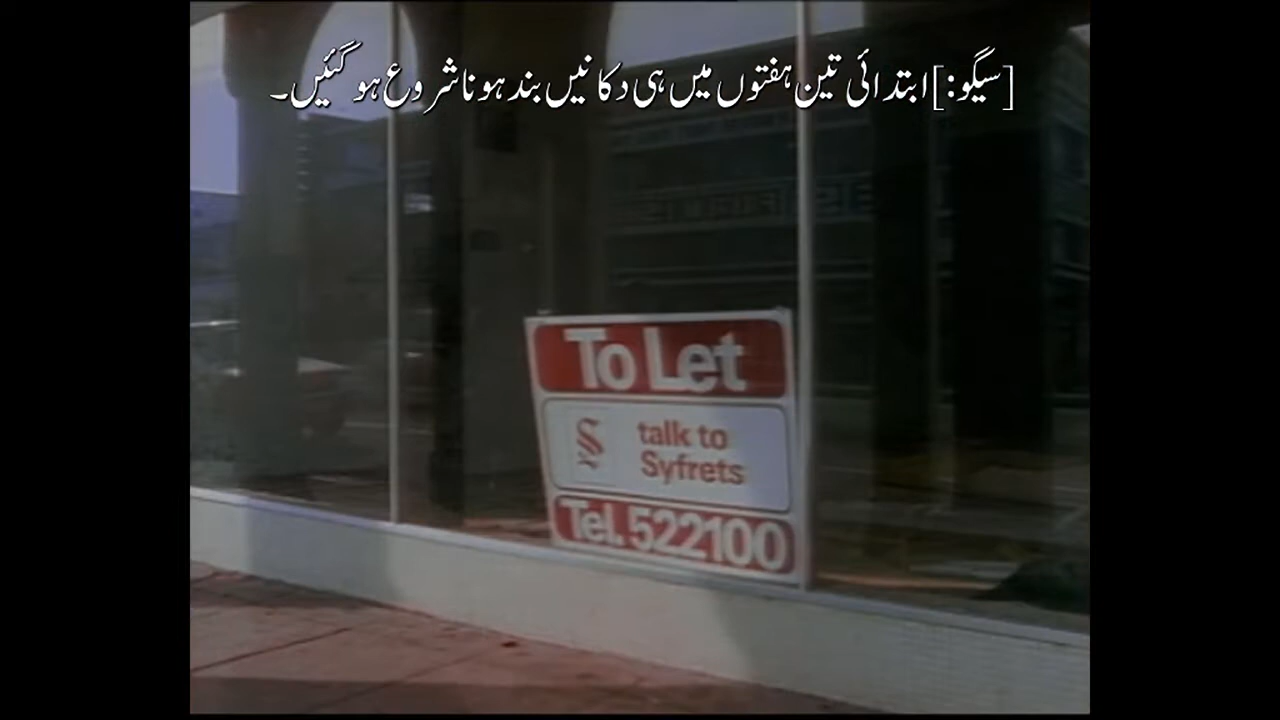 [سیگو:] ابتدائی تین ہفتوں میں ہی دکانیں بند ہونا شروع ہو گئیں۔
To Let
talk to
Syfrets
Tel. 522100